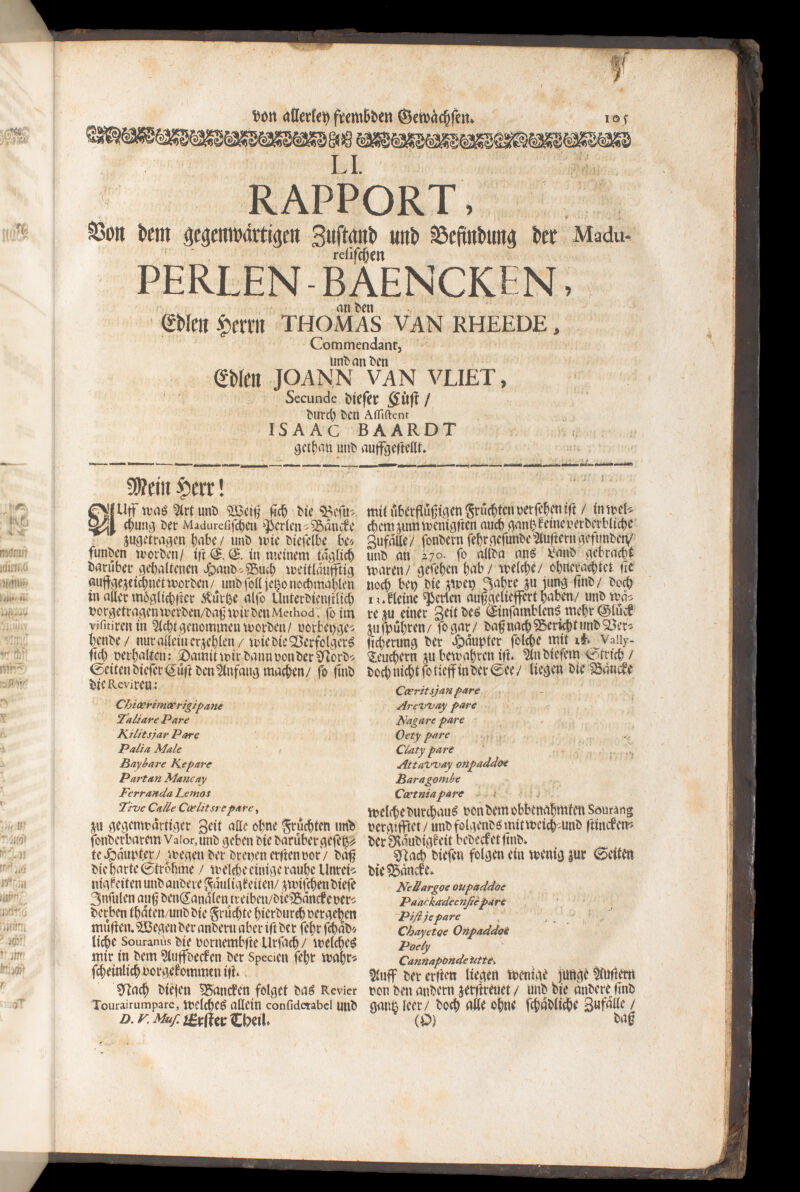 von allerley frembden Gewächsen. 105
LI.
RAPPORT,
Von dem gegenwärtigen Zustand und Befindung der Madu-
resischen
PERLEN-BAENCKEN,
an den
Edlen Herrn THOMAS VAN RHEEDE,
Commendant,
und an den
Edlen JOANN VAN VLIET,
Secunde dieser Küst /
durch den Assistent
ISAAC BAARDT
gethan und auffgestellt.
Mein Herr!
AUff was Art und Weiß sich die Besu-
chung der Maduresischen Perlen-Bäncke
zugetragen habe / und wie dieselbe be-
funden worden / ist E. E. in meinem täglich
darüber gehaltenen Hand-Buch weitläufftig
auffgezeichnet worden / und soll jetzo nochmahlen
in aller möglichster Kürtze also Unterdienstlich
vorgetragen werden / daß wir den Method, so im
visitiren in Acht genommen worden / vorbeyge-
hende / nur allein erzehlen / wie die Verfolgers
sich verhalten: Damit wir dann von der Nord-
Seiten dieser Cüst den Anfang machen / so sind
die Reviren:
Chiœrimœrigipane
Taliare Pare
Kilitsjar Pare
Palia Male
Baybare Kepare
Partan Mancay
Ferranda Lemos
Tive Calle Cœlitsrepare,
zu gegenwärtiger Zeit alle ohne Früchten und
sonderbarem Valor, und geben die darüber gesetz-
te Häupter / wegen der dreyen ersten vor / daß
die harte Ströhme / welche einige rauhe Unrei-
nigkeiten und andere Fäuligkeiten / zwischen diese
Insulen auß den Canälen treiben / die Bäncke ver-
derben thäten / und die Früchte hierdurch vergehen
müsten. Wegen der andern aber ist der sehr schäd-
liche Souranus die vornembste Ursach / welches
mir in dem Auffdecken der Specien sehr wahr-
scheinlich vorgekommen ist.
Nach diesen Bancken folget das Revier
Tourairumpare, welches allein considerabel und
D. V. Mus. Erster Theil.
mit überflüßigen Früchten versehen ist / in wel-
chem zum wenigsten auch gantz keine verderbliche
Zufälle / sondern sehr gesunde Austern gefunden /
und an 270. so allda ans Land gebracht
waren / gesehen hab / welche / ohnerachtet sie
noch bey die zwey Jahre zu jung sind / doch
13. kleine Perlen außgelieffert haben / und wä-
re zu einer Zeit des Einsamblens mehr Glück
zu spühren / so gar / daß nach Bericht und Ver-
sicherung der Häupter solche mit Vally-
Teuchern zu bewahren ist. An diesem Strich /
doch nicht so tieff in der See / liegen die Bäncke
Cœritsjan pare
Arevvay pare
Nagare pare
Oety pare
Claty pare
Attavvay onpaddoe
Baragombe
Cœtnia pare
welche durchaus von dem obbenahmten Sourang
vergifftet / und folgends mit weich- und stincken-
der Räudigkeit bedecket sind.
Nach diesen folgen ein wenig zur Seiten
die Bäncke.
Nellargoe oupaddoe
Paackadeensiepare
Pistje pare
Chayetoe Onpaddoe
Poely
Cannapondeutte.
Auff der ersten liegen wenige junge Austern
von den andern zerstreuet / und die andere sind
gantz leer / doch alle ohne schädliche Zufälle /
(O) daß